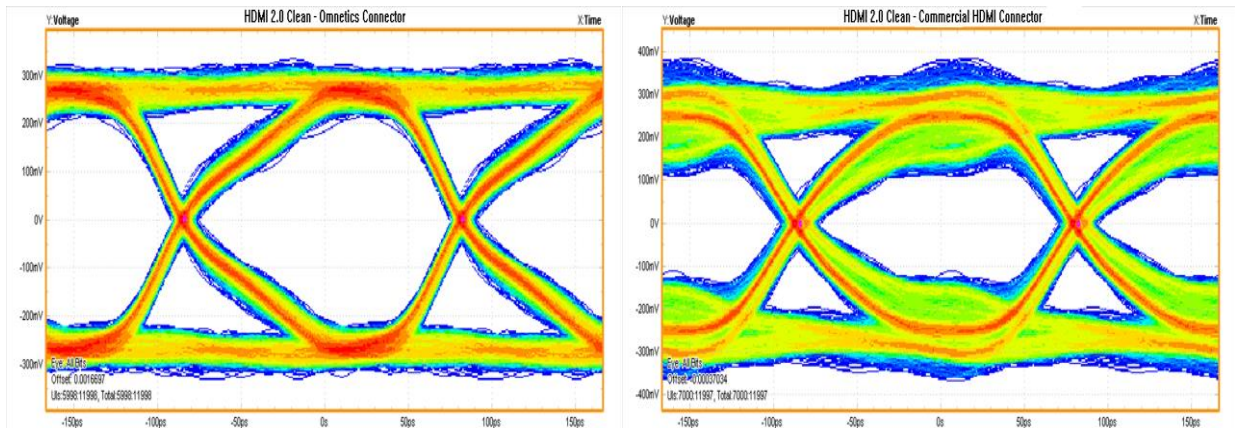 Y:Voltage
HDMI 2.0 Clean - Omnetics Connector
X:Time
300mV
200mV
100mV
0V
-100mV
-200mV
-300mV
Eye: All Bits
Offset: 0.0016697
UIs:5998:11998, Total:5998:11998
-150ps
-100ps
-50ps
0ps
50ps
100ps
150ps
Y:Voltage
HDMI 2.0 Clean - Commercial HDMI Connector
X:Time
400mV
300mV
200mV
100mV
0V
-100mV
-200mV
-300mV
-400mV
Eye: All Bits
Offset: -0.00037034
UIs:7000:11997, Total:7000:11997
-150ps
-100ps
-50ps
0ps
50ps
100ps
150ps